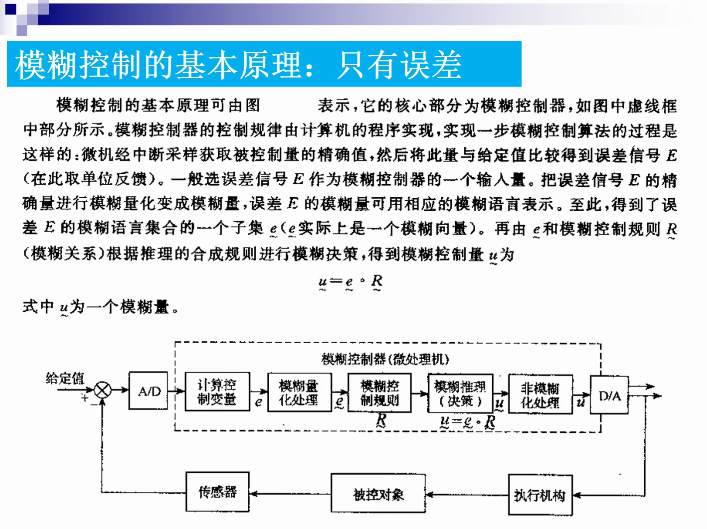 模糊控制的基本原理：只有误差
模糊控制的基本原理可由图 表示，它的核心部分为模糊控制器，如图中虚线框
中部分所示。模糊控制器的控制规律由计算机的程序实现，实现一步模糊控制算法的过程是
这样的：微机经中断采样获取被控制量的精确值，然后将此量与给定值比较得到误差信号 E
（在此取单位反馈）。一般选误差信号 E 作为模糊控制器的一个输入量。把误差信号 E 的精
确量进行模糊量化变成模糊量，误差 E 的模糊量可用相应的模糊语言表示。至此，得到了误
差 E 的模糊语言集合的一个子集 ḛ（ḛ实际上是一个模糊向量）。再由 ḛ和模糊控制规则 R̰
（模糊关系）根据推理的合成规则进行模糊决策，得到模糊控制量 ṵ为
ṵ＝ḛ∘R̰
式中 ṵ为一个模糊量。
模糊控制器（微处理机）
给定值
+
−
A/D
计算控
制变量
e
模糊量
化处理
ḛ
模糊控
制规则
R̰
模糊推理
（决策）
ṵ=ḛ∘R̰
ṵ
非模糊
化处理
u
D/A
传感器
被控对象
执行机构